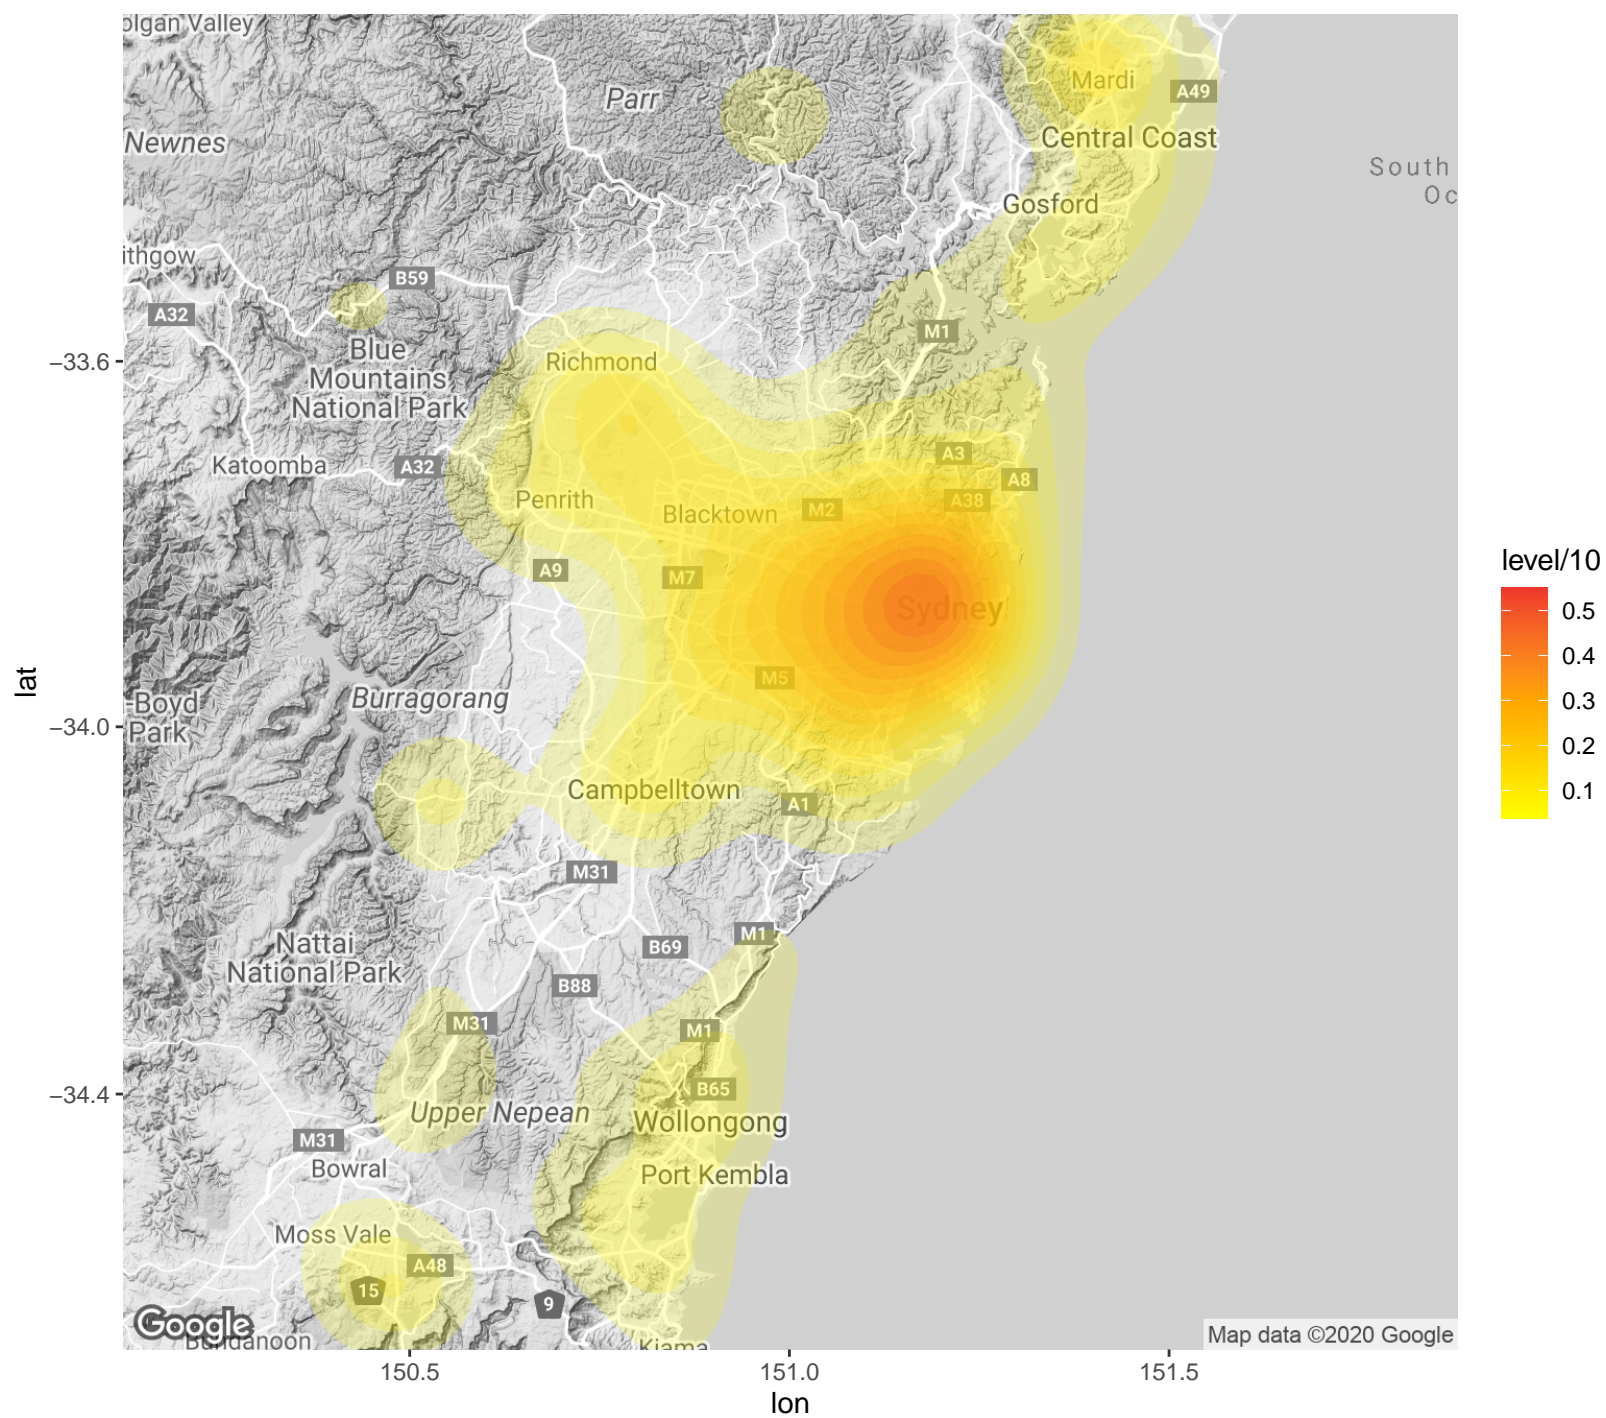 olgan Valley
Mardi
Parr
A49
Central Coast
Newnes
South
Oc
Gosford
ithgow
B59
A32
M1
Blue
Mountains
National Park
Richmond
−33.6
Katoomba
A32
A3
A8
Penrith
A38
Blacktown
M2
level/10
A9
M7
Sydney
0.5
0.4
0.3
0.2
0.1
M5
lat
-Boyd
Park
Burragorang
−34.0
Campbelltown
A1
M31
M1
B69
Nattai
National Park
B88
M31
M1
B65
−34.4
Upper Nepean
Wollongong
M31
Bowral
Port Kembla
Moss Vale
A48
15
9
Google
Bundanoon
Kiama
Map data ©2020 Google
150.5
151.0
151.5
lon